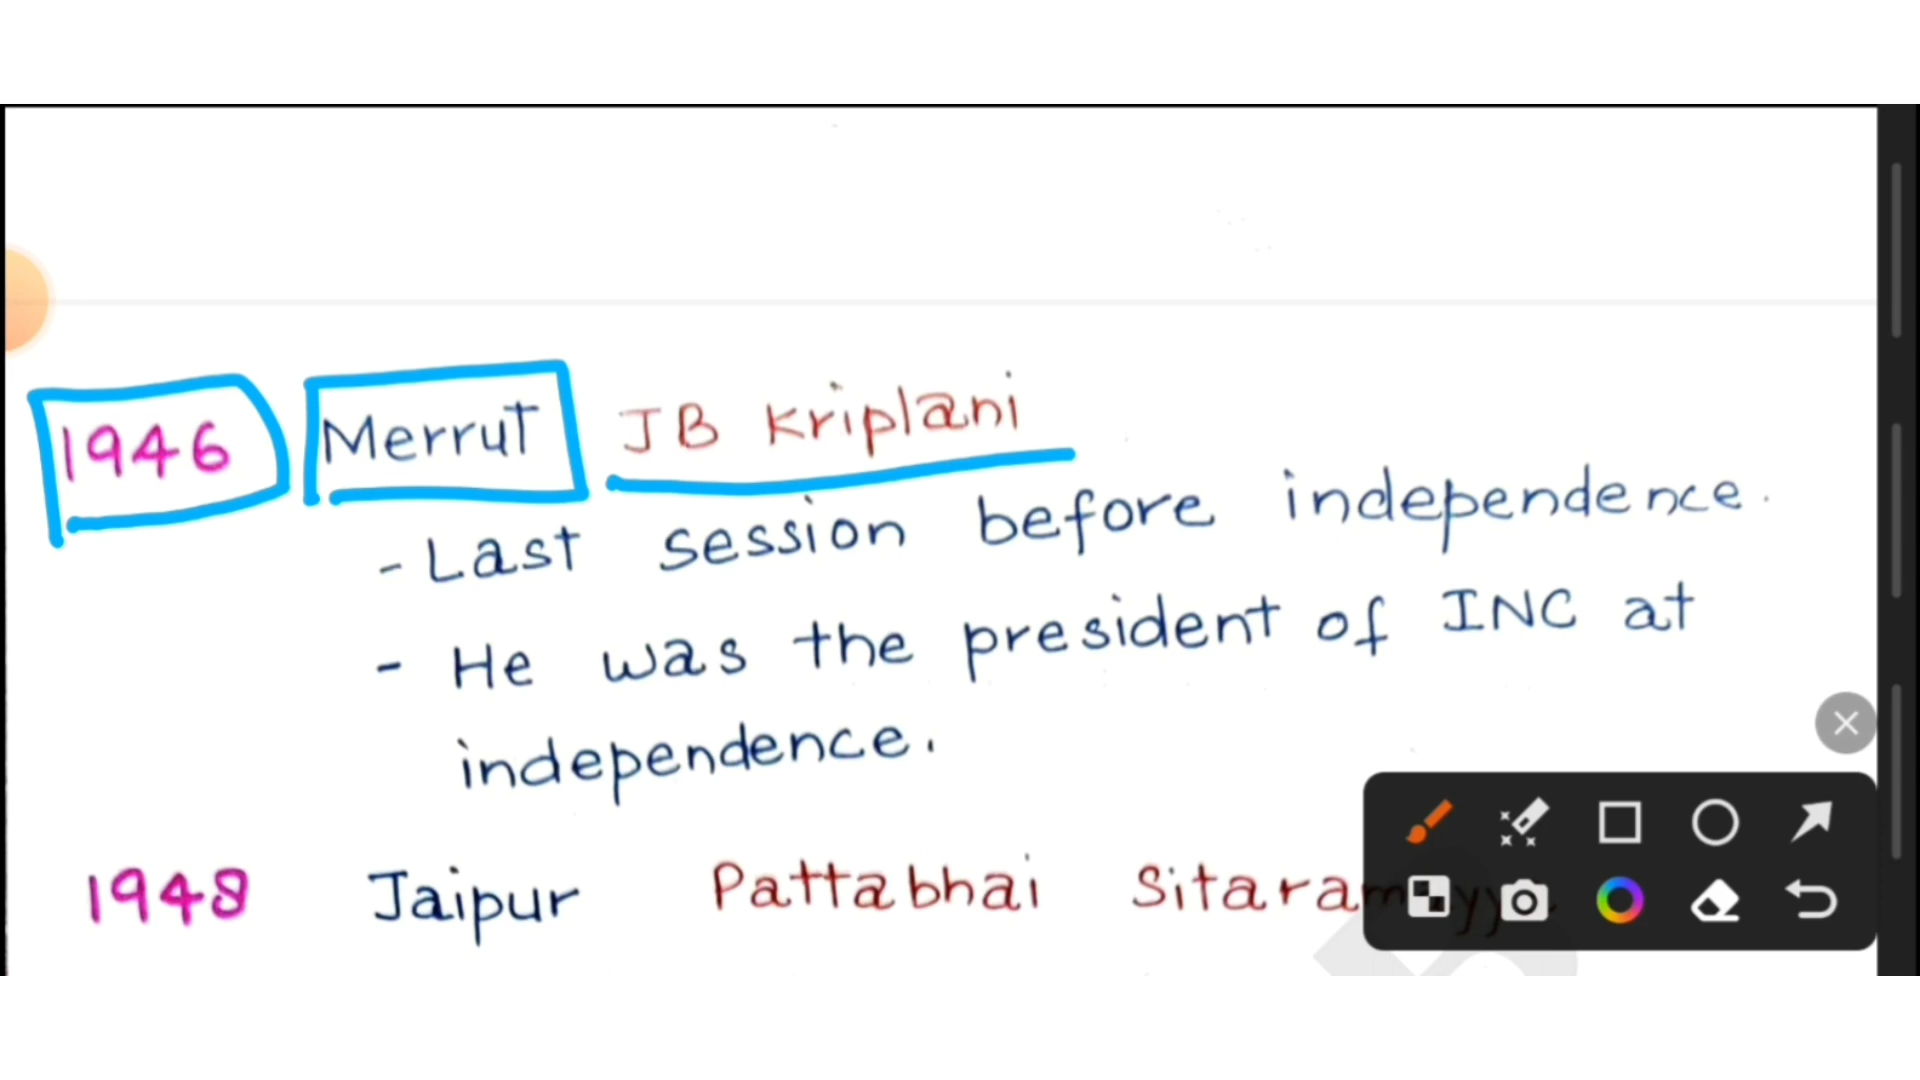 1946 Merrut JB Kriplani
- Last session before independence.
- He was the president of INC at
independence.
1948 Jaipur Pattabhai